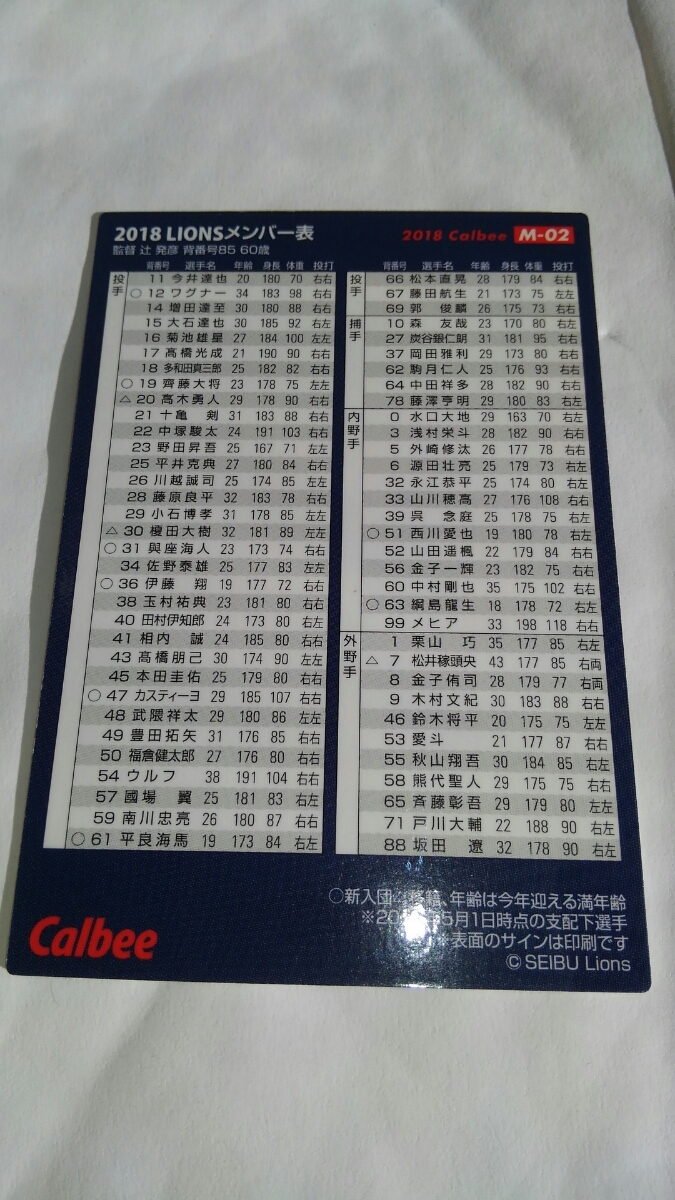 2018 LIONSメンバー表
監督 辻 発彦 背番号85 60歳
2018 Calbee M-02
背番号 選手名 年齢 身長 体重 投打
投手
11 今井達也 20 180 70 右右
○ 12 ワグナー 34 183 98 右右
14 増田達至 30 180 88 右右
15 大石達也 30 185 92 右左
16 菊池雄星 27 184 100 左左
17 髙橋光成 21 190 90 右右
18 多和田真三郎 25 182 82 右右
○ 19 齊藤大将 23 178 75 左左
△ 20 高木勇人 29 178 90 右右
21 十亀 剣 31 183 88 右右
22 中塚駿太 24 191 103 右右
23 野田昇吾 25 167 71 左左
25 平井克典 27 180 84 右右
26 川越誠司 25 174 85 左左
28 藤原良平 32 183 78 右右
29 小石博孝 31 178 85 左左
△ 30 榎田大樹 32 181 89 左左
○ 31 與座海人 23 173 74 右右
34 佐野泰雄 25 177 83 左左
○ 36 伊藤 翔 19 177 72 右右
38 玉村祐典 23 181 80 右右
40 田村伊知郎 24 173 80 右左
41 相内 誠 24 185 80 右右
43 髙橋朋己 30 174 90 左左
45 本田圭佑 25 179 80 右右
○ 47 カスティーヨ 29 185 107 右右
48 武隈祥太 29 180 86 左左
49 豊田拓矢 31 176 85 右右
50 福倉健太郎 27 176 80 右右
54 ウルフ 38 191 104 右右
57 國場 翼 25 181 83 右左
59 南川忠亮 26 180 87 右右
○ 61 平良海馬 19 173 84 右左
背番号 選手名 年齢 身長 体重 投打
投手
66 松本直晃 28 179 84 右右
67 藤田航生 21 173 75 左左
69 郭 俊麟 26 175 73 右右
捕手
10 森 友哉 23 170 80 右左
27 炭谷銀仁朗 31 181 95 右右
37 岡田雅利 29 173 80 右右
62 駒月仁人 25 176 93 右右
64 中田祥多 28 182 90 右右
78 藤澤亨明 29 180 83 右左
内野手
0 水口大地 29 163 70 右左
3 浅村栄斗 28 182 90 右右
5 外崎修汰 26 177 78 右右
6 源田壮亮 25 179 73 右左
32 永江恭平 25 174 80 右左
33 山川穂高 27 176 108 右右
39 呉 念庭 25 178 75 右左
○ 51 西川愛也 19 180 78 右左
52 山田遥楓 22 179 84 右右
56 金子一輝 23 182 75 右右
60 中村剛也 35 175 102 右右
○ 63 綱島龍生 18 178 72 右左
99 メヒア 33 198 118 右右
外野手
1 栗山 巧 35 177 85 左左
△ 7 松井稼頭央 43 177 85 右両
8 金子侑司 28 179 77 右両
9 木村文紀 30 183 88 右右
46 鈴木将平 20 175 75 左左
53 愛斗 21 177 87 右右
55 秋山翔吾 30 184 85 右左
58 熊代聖人 29 175 75 右右
65 斉藤彰吾 29 179 80 左左
71 戸川大輔 22 188 90 右左
88 坂田 遼 32 178 90 右左
○新入団△移籍、年齢は今年迎える満年齢
月1日時点の支配下選手
※表面のサインは印刷です
© SEIBU Lions
Calbee